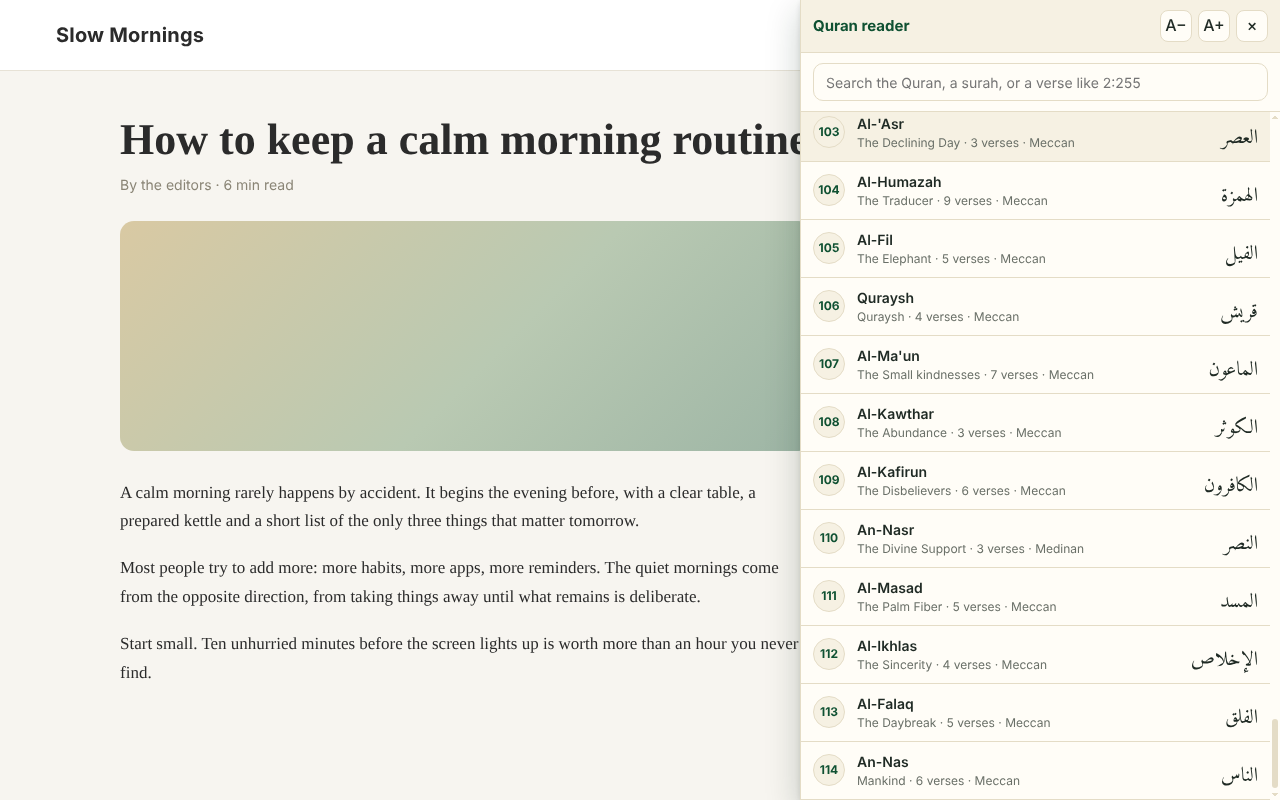 Slow Mornings
How to keep a calm morning routine
By the editors · 6 min read
A calm morning rarely happens by accident. It begins the evening before, with a clear table, a
prepared kettle and a short list of the only three things that matter tomorrow.
Most people try to add more: more habits, more apps, more reminders. The quiet mornings come
from the opposite direction, from taking things away until what remains is deliberate.
Start small. Ten unhurried minutes before the screen lights up is worth more than an hour you never
find.
Quran reader
A−
A+
×
Search the Quran, a surah, or a verse like 2:255
103
Al-'Asr
العصر
The Declining Day · 3 verses · Meccan
104
Al-Humazah
الهمزة
The Traducer · 9 verses · Meccan
105
Al-Fil
الفيل
The Elephant · 5 verses · Meccan
106
Quraysh
قريش
Quraysh · 4 verses · Meccan
107
Al-Ma'un
الماعون
The Small kindnesses · 7 verses · Meccan
108
Al-Kawthar
الكوثر
The Abundance · 3 verses · Meccan
109
Al-Kafirun
الكافرون
The Disbelievers · 6 verses · Meccan
110
An-Nasr
النصر
The Divine Support · 3 verses · Medinan
111
Al-Masad
المسد
The Palm Fiber · 5 verses · Meccan
112
Al-Ikhlas
الإخلاص
The Sincerity · 4 verses · Meccan
113
Al-Falaq
الفلق
The Daybreak · 5 verses · Meccan
114
An-Nas
الناس
Mankind · 6 verses · Meccan